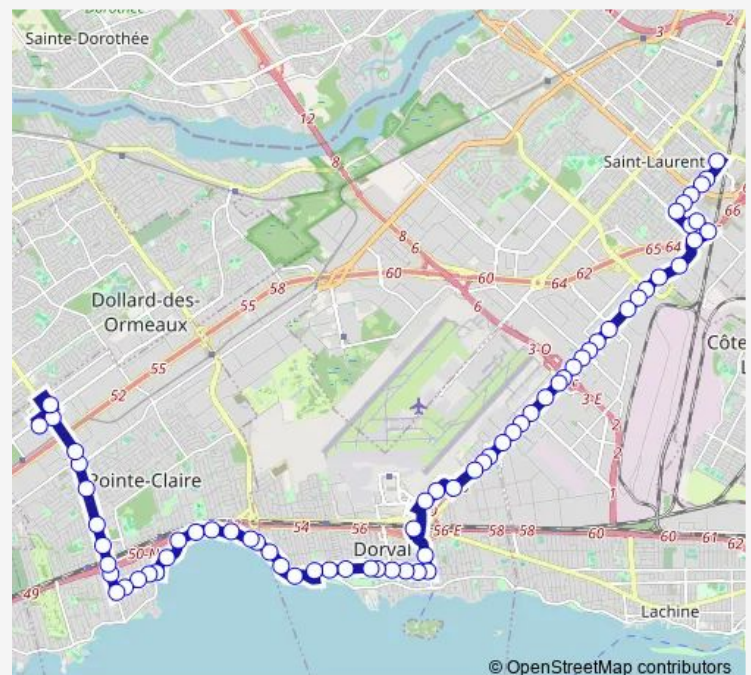 Sainte-Dorothée
12
8
3
2
Saint-Laurent
66
65
64
8
6
60
60
62
64
58
55
6
Dollard-des-
Ormeaux
3-O
Côte
L
55
52
3-E
2
2
Pointe-Claire
1
54
56
56-E
58
58
60
60
61
62
50-N
Dorval
49
Lachine
© OpenStreetMap contributors